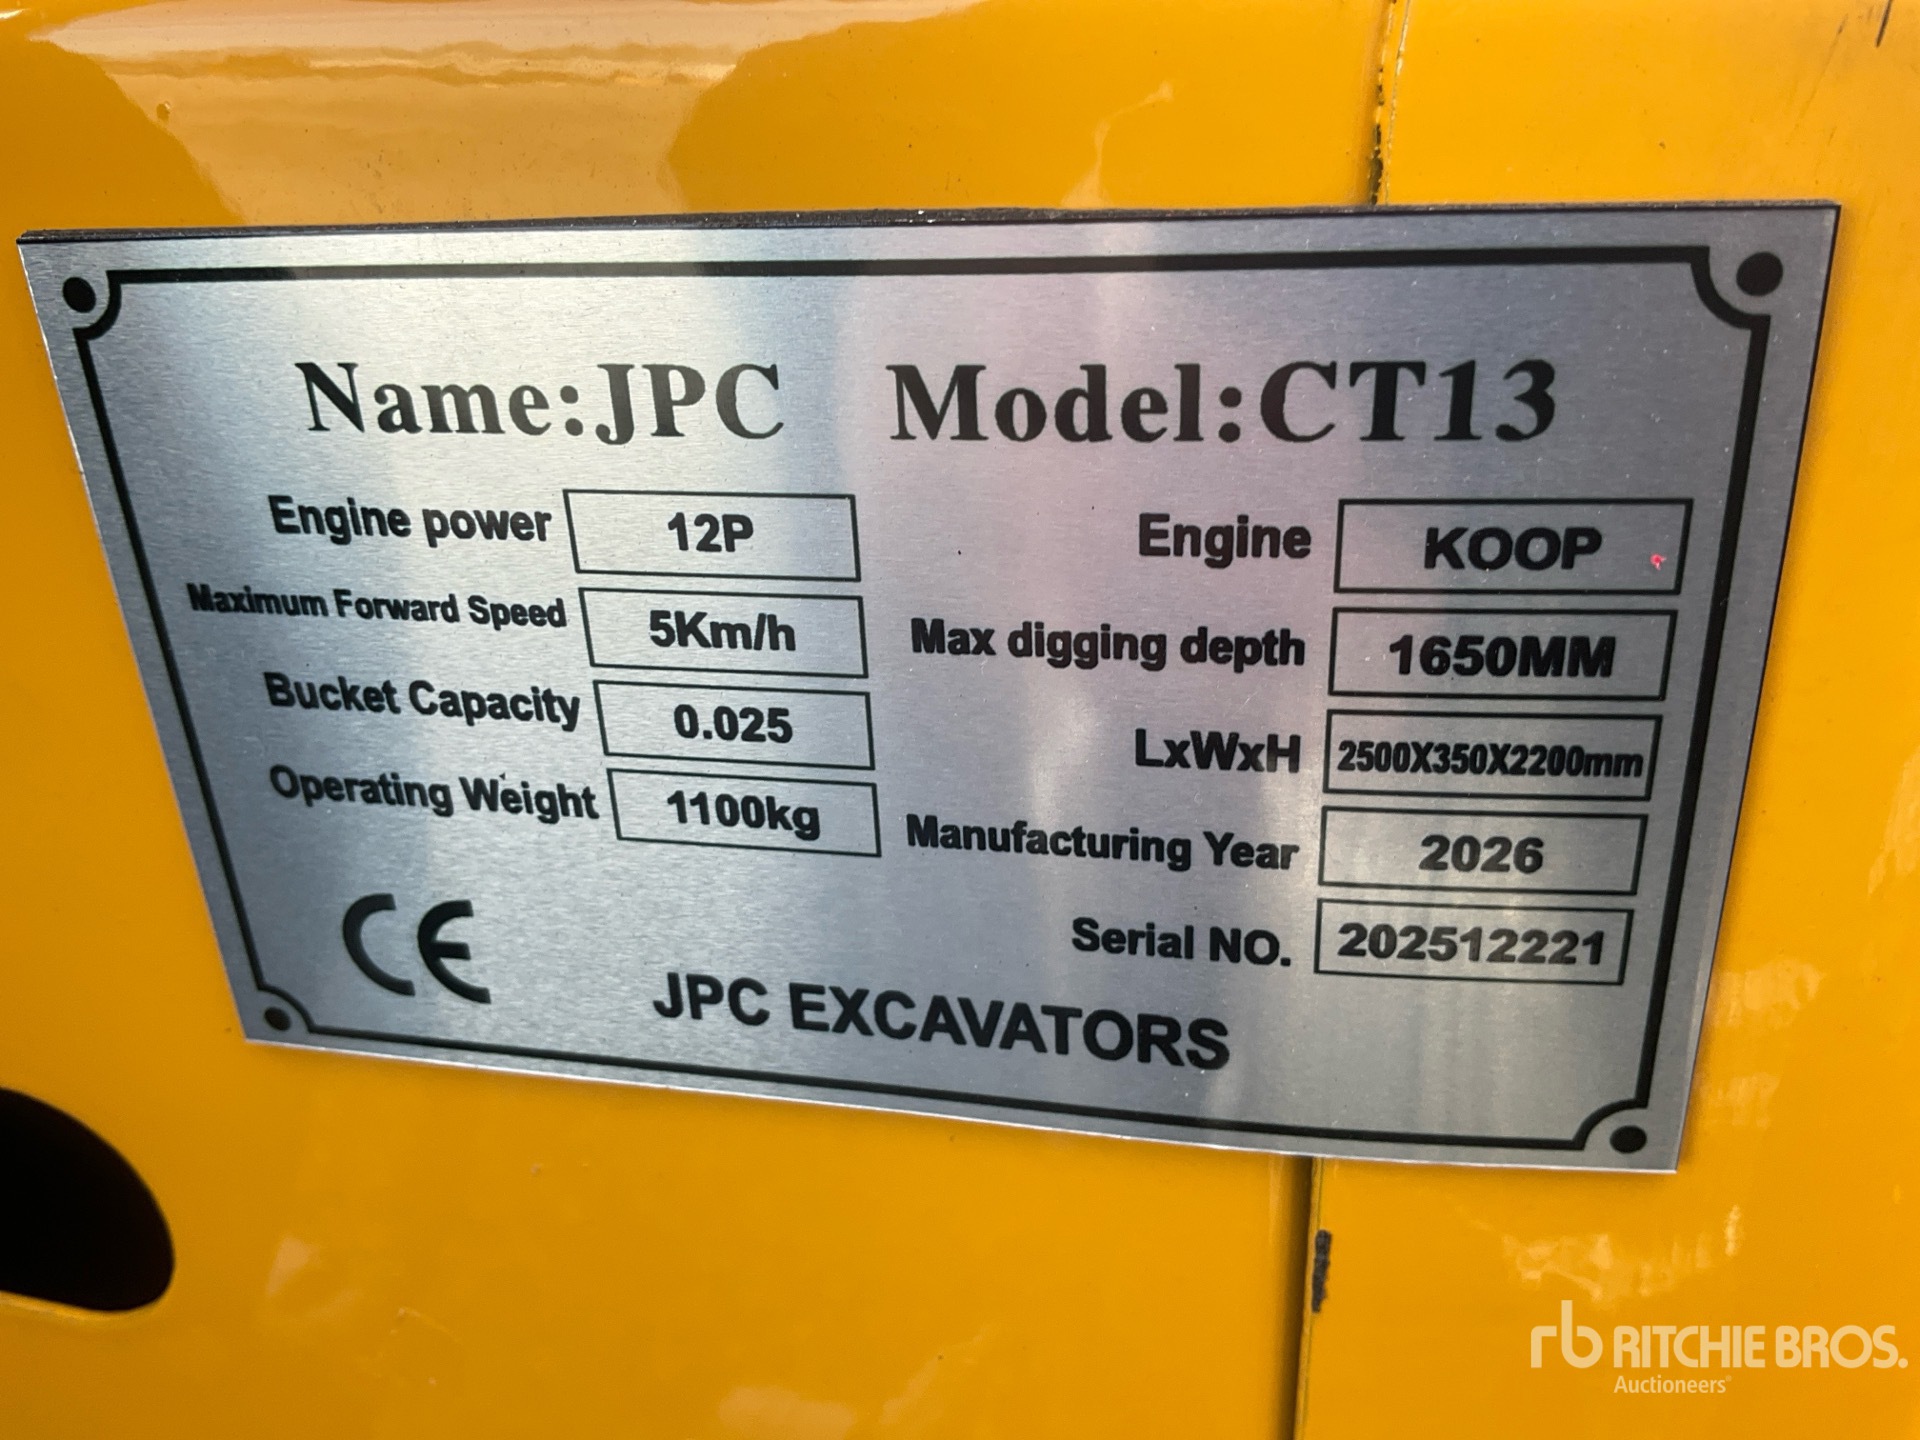 Name:JPC Model:CT13
Engine power 12P Engine KOOP
Maximum Forward Speed 5Km/h Max digging depth 1650MM
Bucket Capacity 0.025 LxWxH 2500X350X2200mm
Operating Weight 1100kg Manufacturing Year 2026
Serial NO. 202512221
CE
JPC EXCAVATORS
rb RITCHIE BROS.
Auctioneers